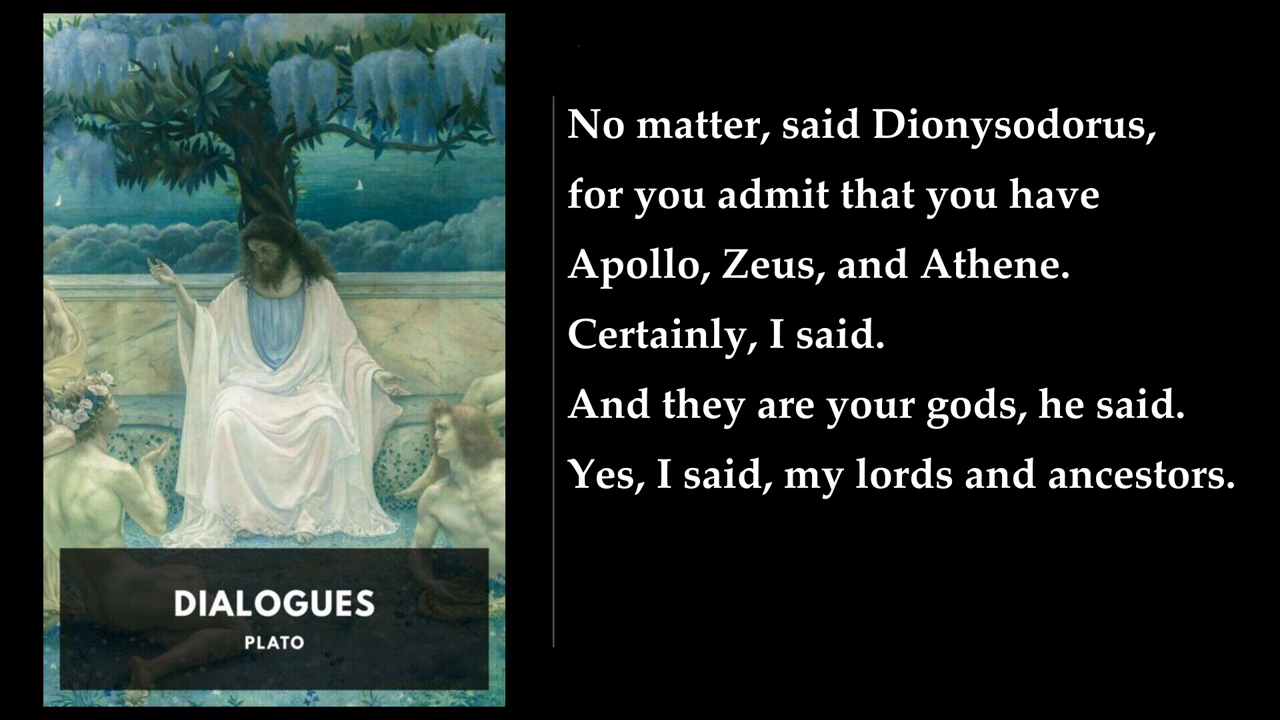 DIALOGUES
PLATO
No matter, said Dionysodorus,
for you admit that you have
Apollo, Zeus, and Athene.
Certainly, I said.
And they are your gods, he said.
Yes, I said, my lords and ancestors.